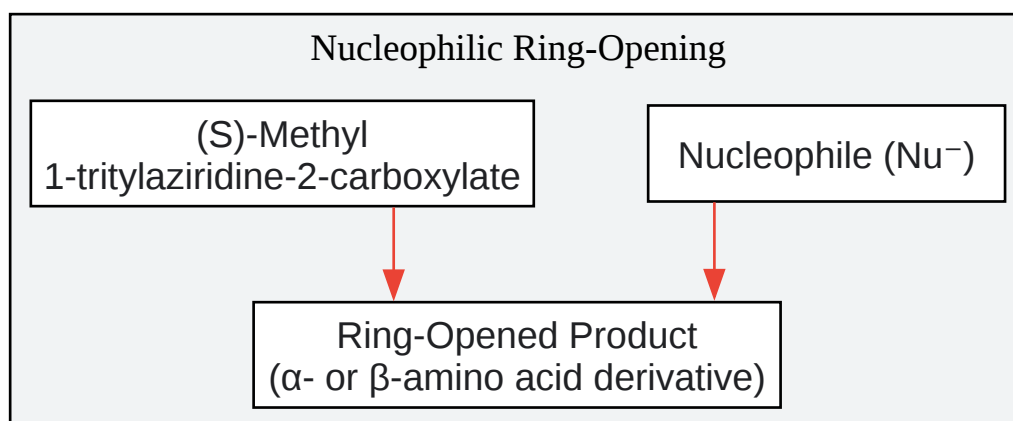 Nucleophilic Ring-Opening
(S)-Methyl
1-tritylaziridine-2-carboxylate
Nucleophile (Nu⁻)
Ring-Opened Product
(α- or β-amino acid derivative)